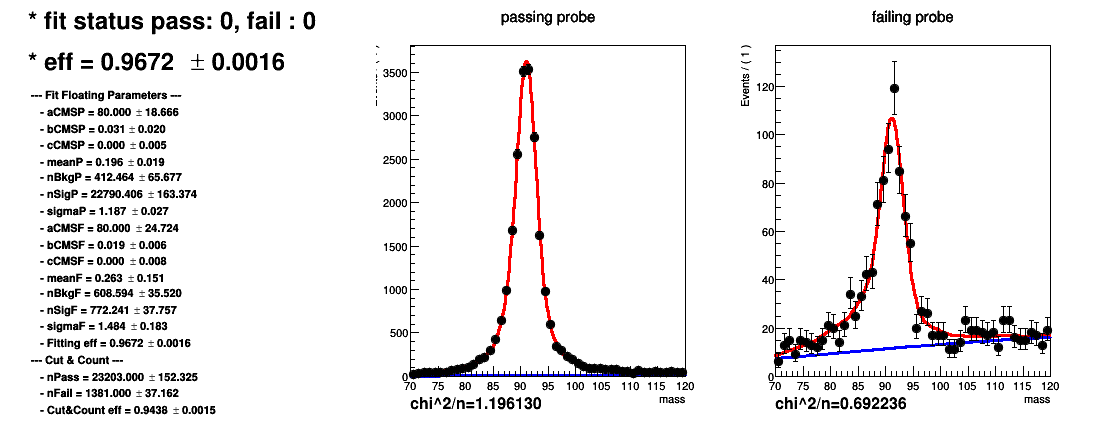 * fit status pass: 0, fail : 0
* eff = 0.9672 ± 0.0016
--- Fit Floating Parameters ---
- aCMSP = 80.000 ± 18.666
- bCMSP = 0.031 ± 0.020
- cCMSP = 0.000 ± 0.005
- meanP = 0.196 ± 0.019
- nBkgP = 412.464 ± 65.677
- nSigP = 22790.406 ± 163.374
- sigmaP = 1.187 ± 0.027
- aCMSF = 80.000 ± 24.724
- bCMSF = 0.019 ± 0.006
- cCMSF = 0.000 ± 0.008
- meanF = 0.263 ± 0.151
- nBkgF = 608.594 ± 35.520
- nSigF = 772.241 ± 37.757
- sigmaF = 1.484 ± 0.183
- Fitting eff = 0.9672 ± 0.0016
--- Cut & Count ---
- nPass = 23203.000 ± 152.325
- nFail = 1381.000 ± 37.162
- Cut&Count eff = 0.9438 ± 0.0015
passing probe
3500
3000
2500
2000
1500
1000
500
0
70 75 80 85 90 95 100 105 110 115 120
mass
chi^2/n=1.196130
failing probe
Events / ( 1 )
120
100
80
60
40
20
0
70 75 80 85 90 95 100 105 110 115 120
mass
chi^2/n=0.692236